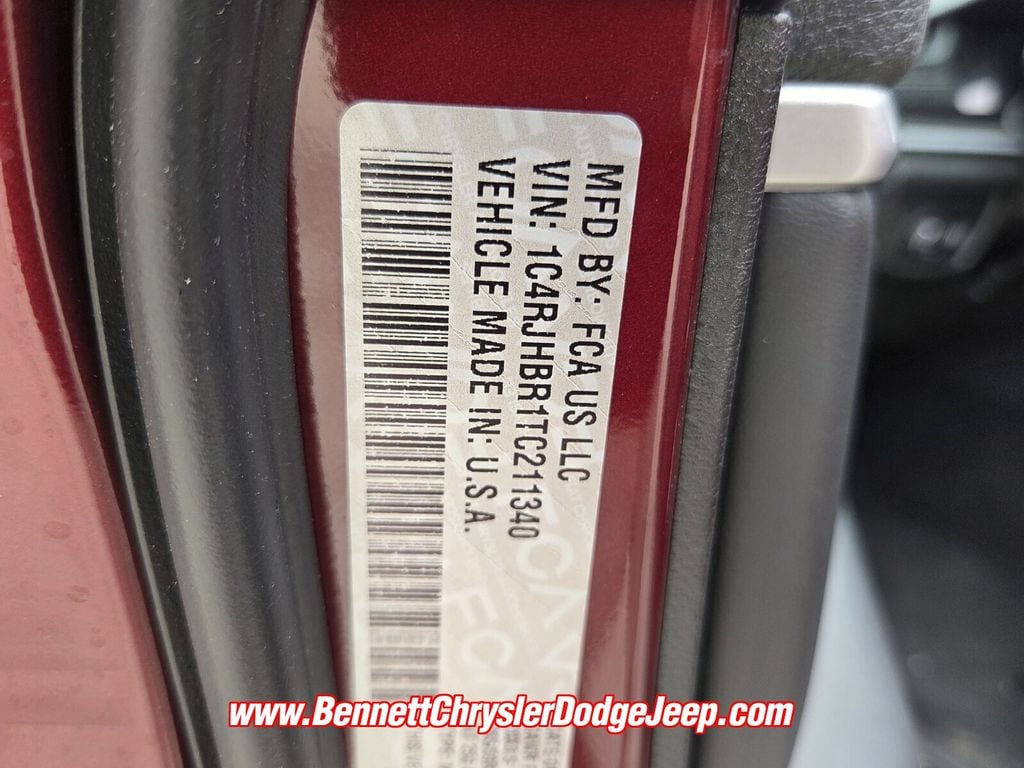 MFD BY: FCA US LLC
VIN: 1C4RJHBR1TC211340
VEHICLE MADE IN: U.S.A.
www.BennettChryslerDodgeJeep.com